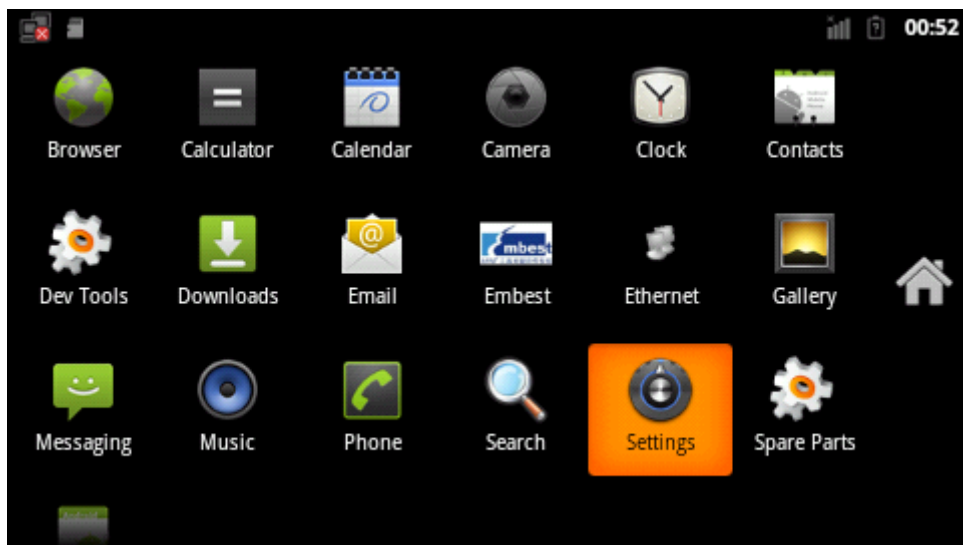 00:52
Browser Calculator Calendar Camera Clock Contacts
@
mbest
Dev Tools Downloads Email Embest Ethernet Gallery
Messaging Music Phone Search Settings Spare Parts